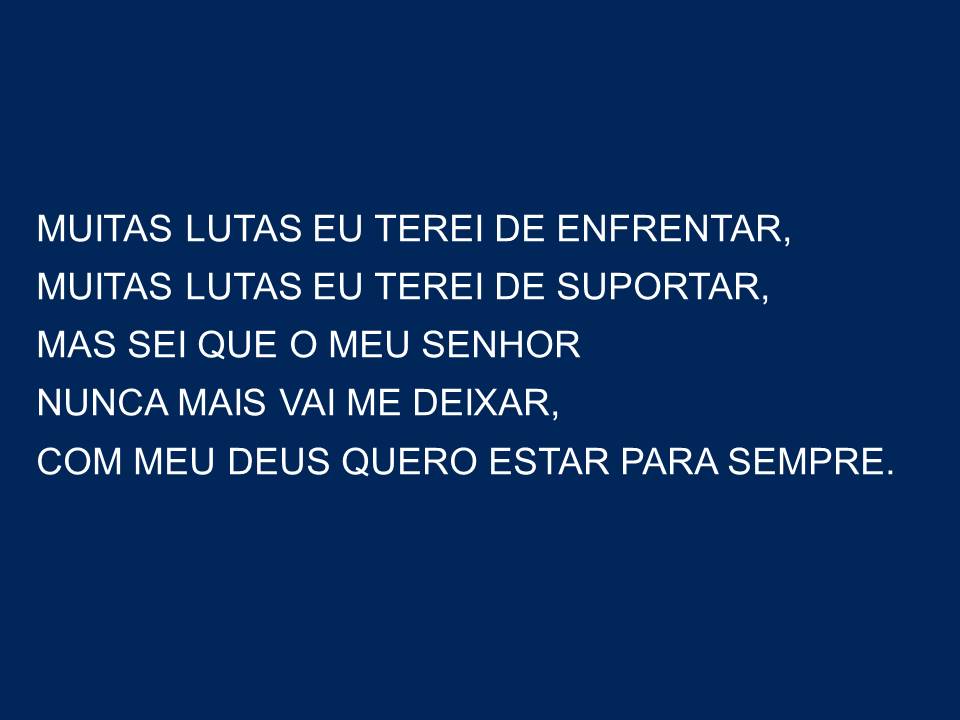 MUITAS LUTAS EU TEREI DE ENFRENTAR,
MUITAS LUTAS EU TEREI DE SUPORTAR,
MAS SEI QUE O MEU SENHOR
NUNCA MAIS VAI ME DEIXAR,
COM MEU DEUS QUERO ESTAR PARA SEMPRE.